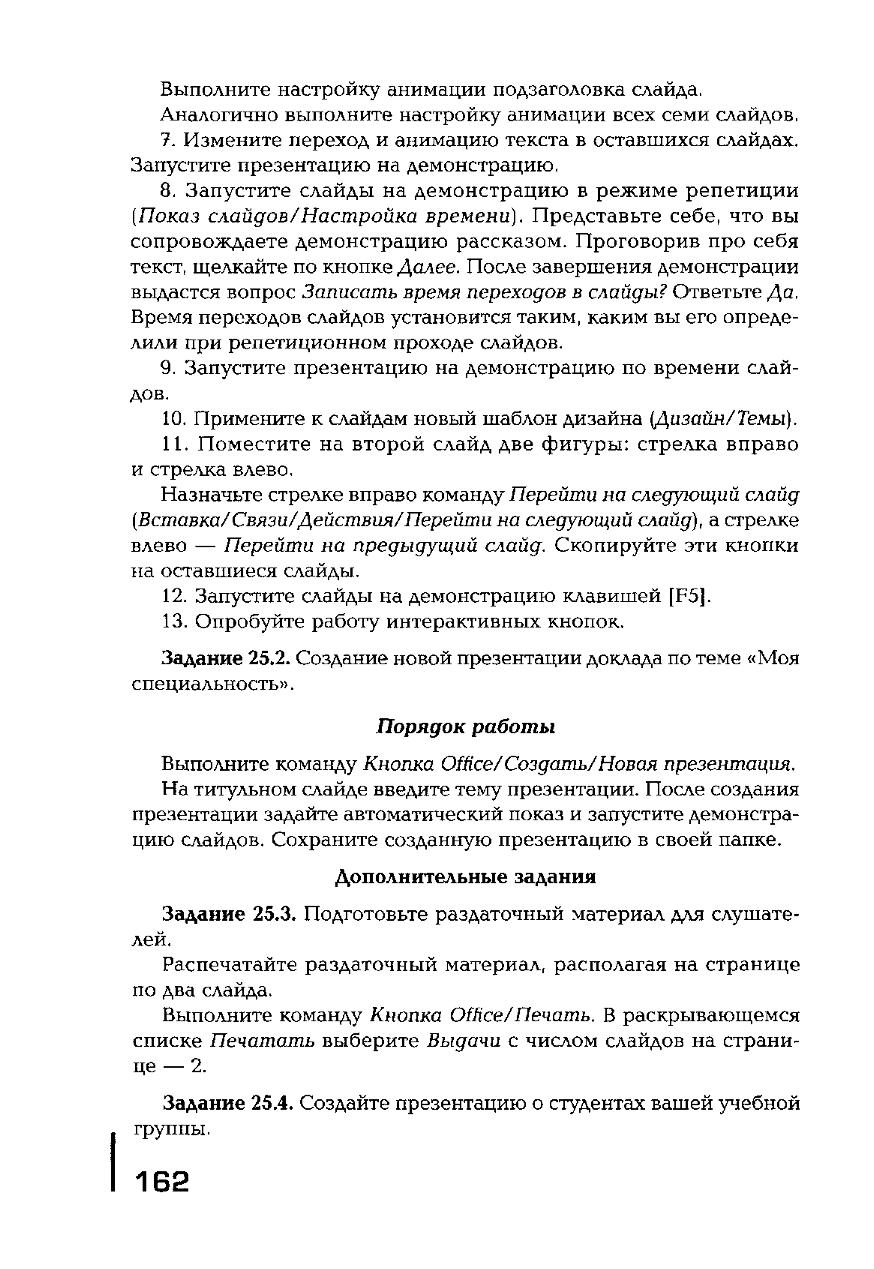 Выполните настройку анимации подзаголовка слайда.
Аналогично выполните настройку анимации всех семи слайдов.
7. Измените переход и анимацию текста в оставшихся слайдах.
Запустите презентацию на демонстрацию.
8. Запустите слайды на демонстрацию в режиме репетиции
(Показ слайдов/Настройка времени). Представьте себе, что вы
сопровождаете демонстрацию рассказом. Проговорив про себя
текст, щелкайте по кнопке Далее. После завершения демонстрации
выдастся вопрос Записать время переходов в слайды? Ответьте Да.
Время переходов слайдов установится таким, каким вы его опреде-
лили при репетиционном проходе слайдов.
9. Запустите презентацию на демонстрацию по времени слай-
дов.
10. Примените к слайдам новый шаблон дизайна (Дизайн/Темы).
11. Поместите на второй слайд две фигуры: стрелка вправо
и стрелка влево.
Назначьте стрелке вправо команду Перейти на следующий слайд
(Вставка/Связи/Действия/Перейти на следующий слайд), а стрелке
влево — Перейти на предыдущий слайд. Скопируйте эти кнопки
на оставшиеся слайды.
12. Запустите слайды на демонстрацию клавишей [F5].
13. Опробуйте работу интерактивных кнопок.
Задание 25.2. Создание новой презентации доклада по теме «Моя
специальность».
Порядок работы
Выполните команду Кнопка Office/Создать/Новая презентация.
На титульном слайде введите тему презентации. После создания
презентации задайте автоматический показ и запустите демонстра-
цию слайдов. Сохраните созданную презентацию в своей папке.
Дополнительные задания
Задание 25.3. Подготовьте раздаточный материал для слушате-
лей.
Распечатайте раздаточный материал, располагая на странице
по два слайда.
Выполните команду Кнопка Office/Печать. В раскрывающемся
списке Печатать выберите Выдачи с числом слайдов на страни-
це — 2.
Задание 25.4. Создайте презентацию о студентах вашей учебной
группы.
162